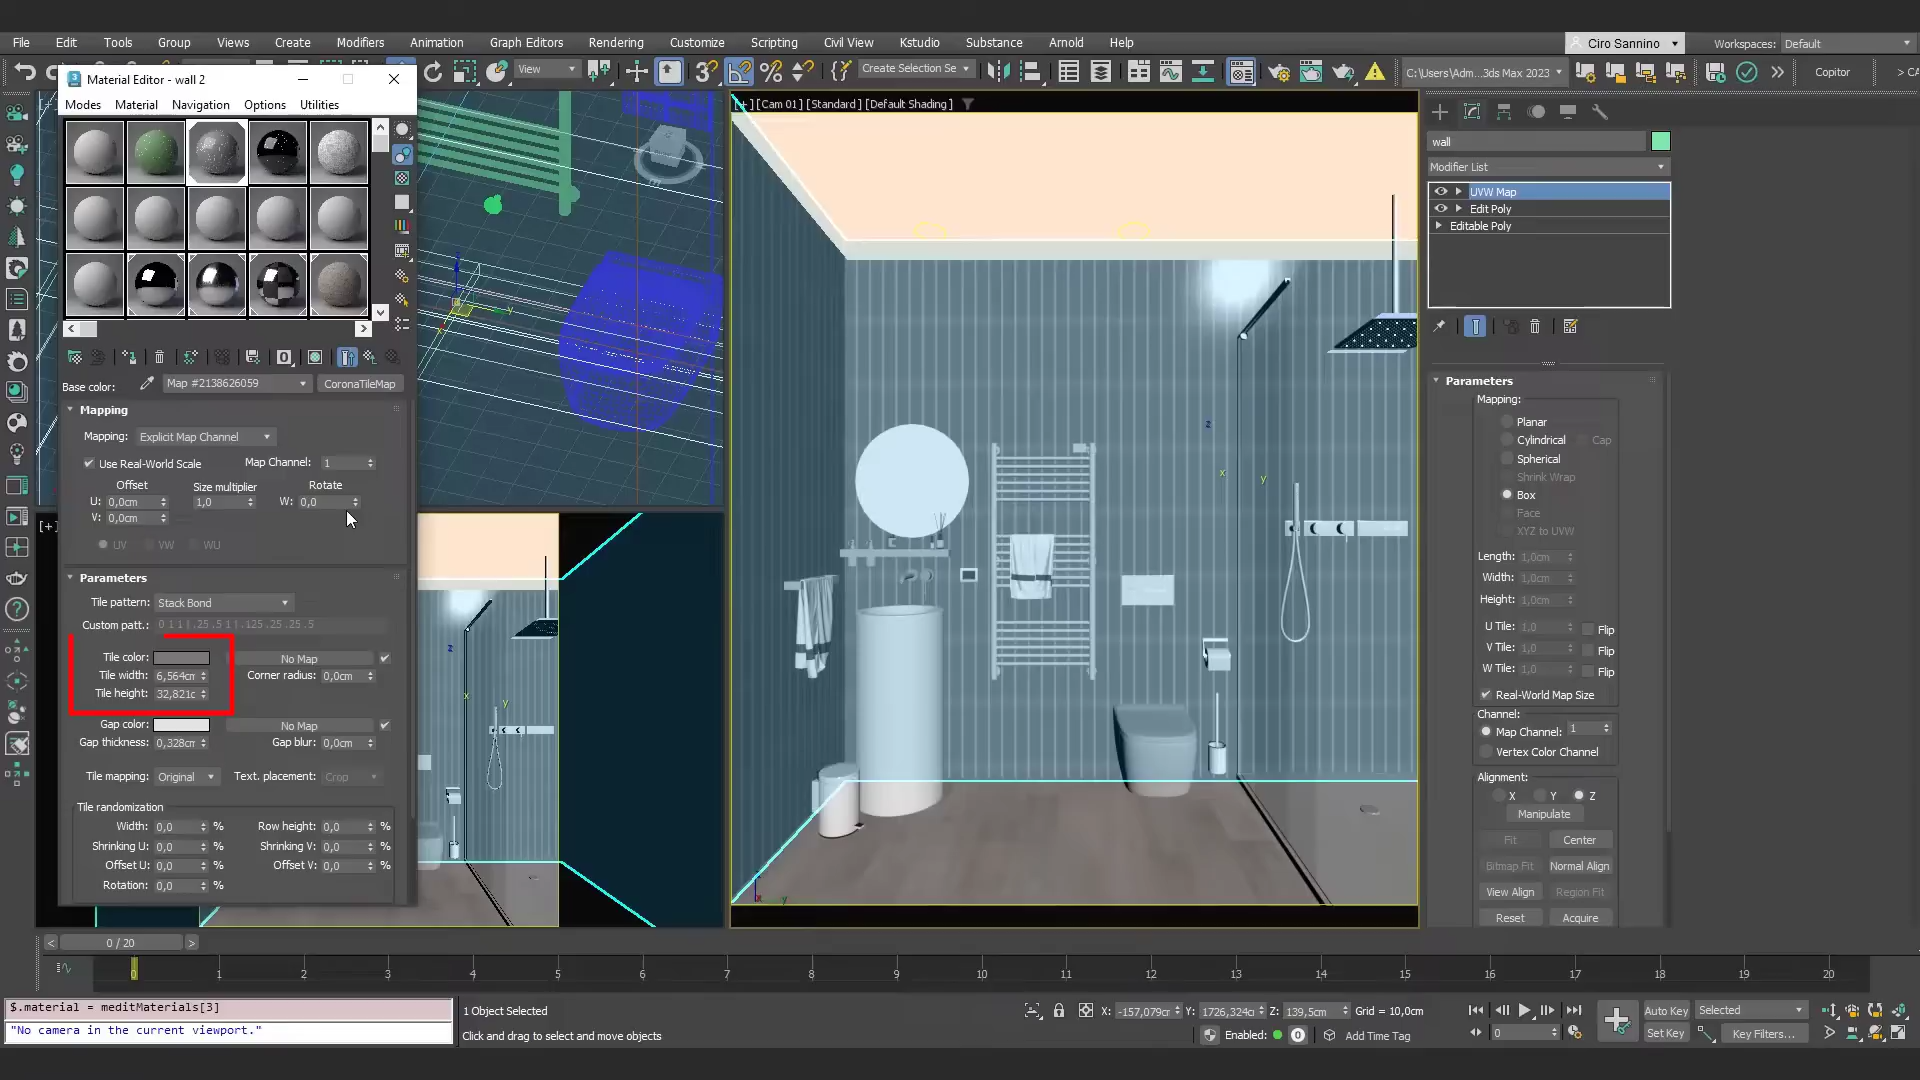 File Edit Tools Group Views Create Modifiers Animation Graph Editors Rendering Customize Scripting Civil View Kstudio Substance Arnold Help
Ciro Sannino
Workspaces: Default
View
Create Selection Se
C:\Users\Adm...3ds Max 2023
Copitor
Material Editor - wall 2
Modes Material Navigation Options Utilities
Base color: Map #2138626059 CoronaTileMap
Mapping
Mapping: Explicit Map Channel
Use Real-World Scale Map Channel: 1
Offset Size multiplier Rotate
U: 0,0cm 1,0 W: 0,0
V: 0,0cm
UV VW WU
Parameters
Tile pattern: Stack Bond
Custom patt.: 0 1 1 | .25 .5 1 | .125 .25 .25 .5
Tile color: No Map
Tile width: 6,564cm Corner radius: 0,0cm
Tile height: 32,821c
Gap color: No Map
Gap thickness: 0,328cm Gap blur: 0,0cm
Tile mapping: Original Text. placement: Crop
Tile randomization
Width: 0,0 % Row height: 0,0 %
Shrinking U: 0,0 % Shrinking V: 0,0 %
Offset U: 0,0 % Offset V: 0,0 %
Rotation: 0,0 %
[+]
[+] [Cam 01] [Standard] [Default Shading]
x y z
wall
Modifier List
UVW Map
Edit Poly
Editable Poly
Parameters
Mapping:
Planar
Cylindrical Cap
Spherical
Shrink Wrap
Box
Face
XYZ to UVW
Length: 1,0cm
Width: 1,0cm
Height: 1,0cm
U Tile: 1,0 Flip
V Tile: 1,0 Flip
W Tile: 1,0 Flip
Real-World Map Size
Channel:
Map Channel: 1
Vertex Color Channel
Alignment:
X Y Z
Manipulate
Fit Center
Bitmap Fit Normal Align
View Align Region Fit
Reset Acquire
< 0 / 20 >
0 1 2 3 4 5 6 7 8 9 10 11 12 13 14 15 16 17 18 19 20
$.material = meditMaterials[3]
"No camera in the current viewport."
1 Object Selected
Click and drag to select and move objects
X: -157,079cr Y: 1726,324c Z: 139,5cm Grid = 10,0cm
Enabled: 0 Add Time Tag
0
Auto Key Selected
Set Key Key Filters...